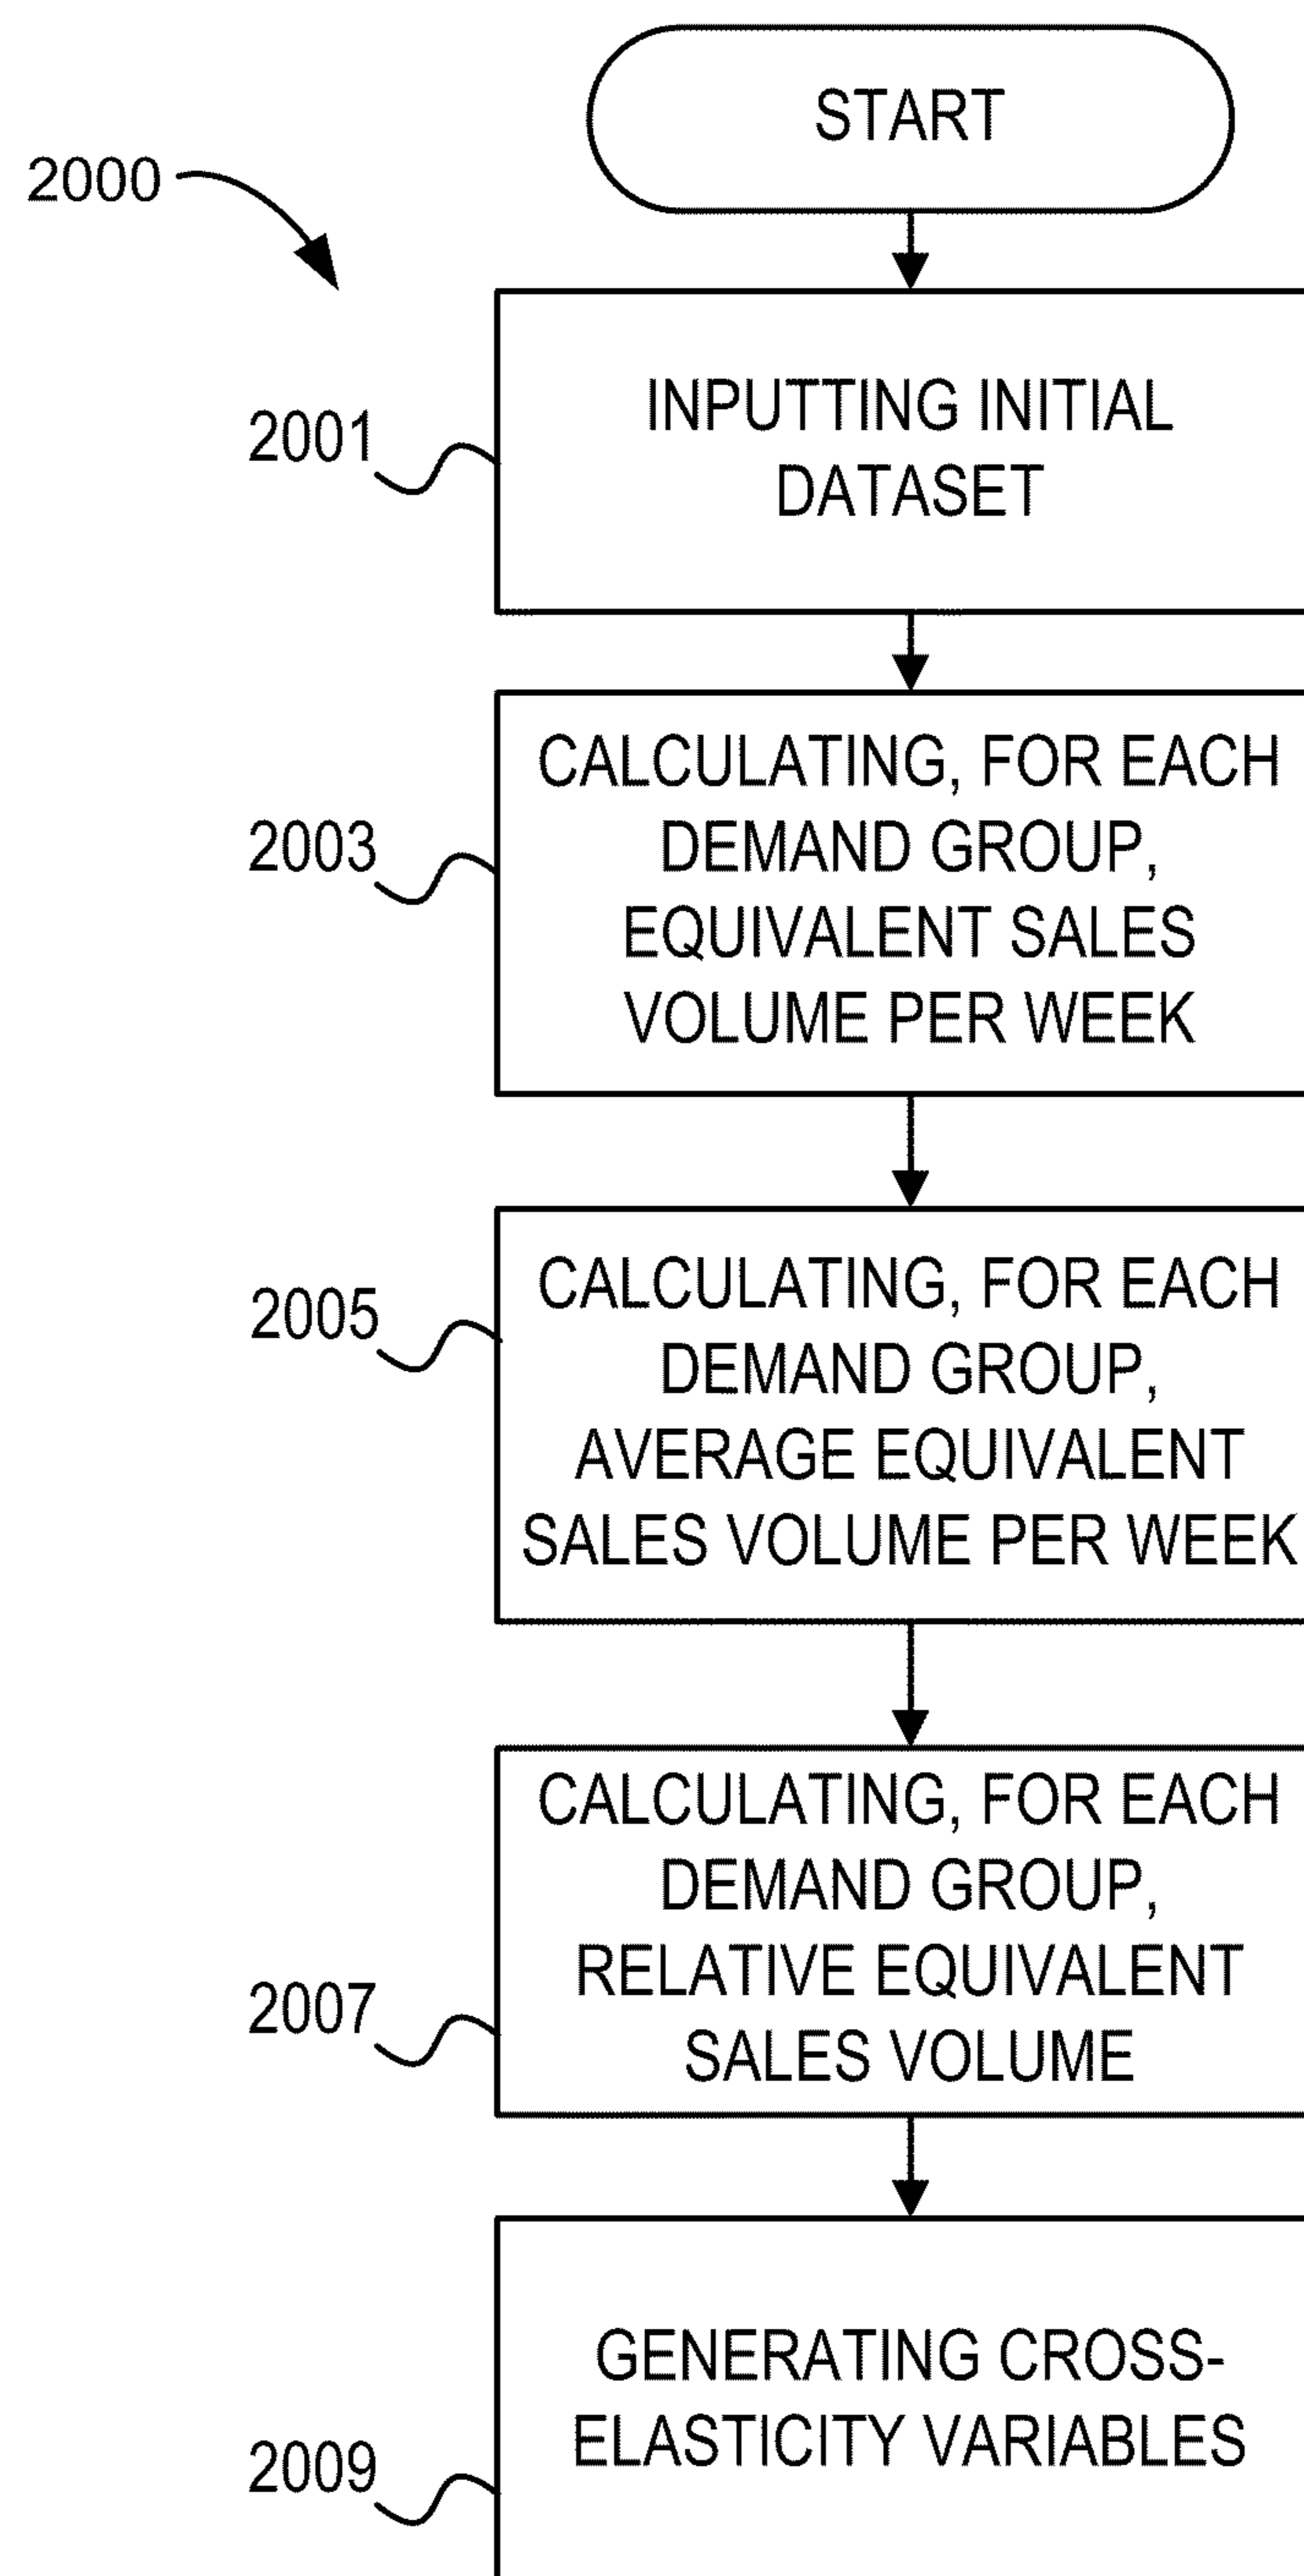 START
2000
2001
INPUTTING INITIAL
DATASET
2003
CALCULATING, FOR EACH
DEMAND GROUP,
EQUIVALENT SALES
VOLUME PER WEEK
2005
CALCULATING, FOR EACH
DEMAND GROUP,
AVERAGE EQUIVALENT
SALES VOLUME PER WEEK
2007
CALCULATING, FOR EACH
DEMAND GROUP,
RELATIVE EQUIVALENT
SALES VOLUME
2009
GENERATING CROSS-
ELASTICITY VARIABLES